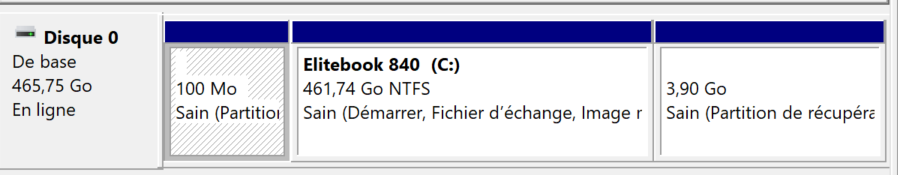 Disque 0
De base
465,75 Go
En ligne
100 Mo
Sain (Partition
Elitebook 840 (C:)
461,74 Go NTFS
Sain (Démarrer, Fichier d’échange, Image r
3,90 Go
Sain (Partition de récupéra